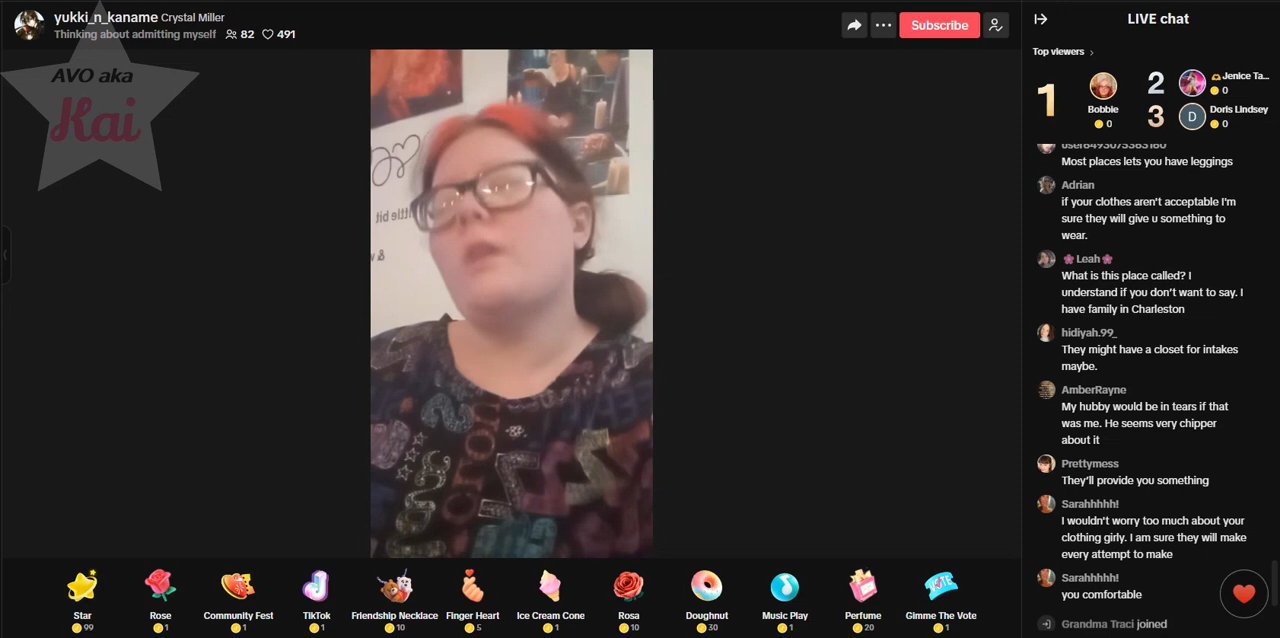 yukki_n_kaname Crystal Miller
Thinking about admitting myself 82 491
Subscribe
AVO aka
Kai
LIVE chat
Top viewers >
1
Bobbie
0
2
Jenice Ta...
0
3
D
Doris Lindsey
0
Most places lets you have leggings
Adrian
if your clothes aren't acceptable I'm
sure they will give u something to
wear.
🌸Leah🌸
What is this place called? I
understand if you don't want to say. I
have family in Charleston
hidiyah.99_
They might have a closet for intakes
maybe.
AmberRayne
My hubby would be in tears if that
was me. He seems very chipper
about it
Prettymess
They'll provide you something
Sarahhhhh!
I wouldn't worry too much about your
clothing girly. I am sure they will make
every attempt to make
Sarahhhhh!
you comfortable
Grandma Traci joined
ittle bit
&
Star
99
Rose
1
Community Fest
1
TikTok
1
Friendship Necklace
10
Finger Heart
5
Ice Cream Cone
1
Rosa
10
Doughnut
30
Music Play
1
Perfume
20
VOTE
Gimme The Vote
1